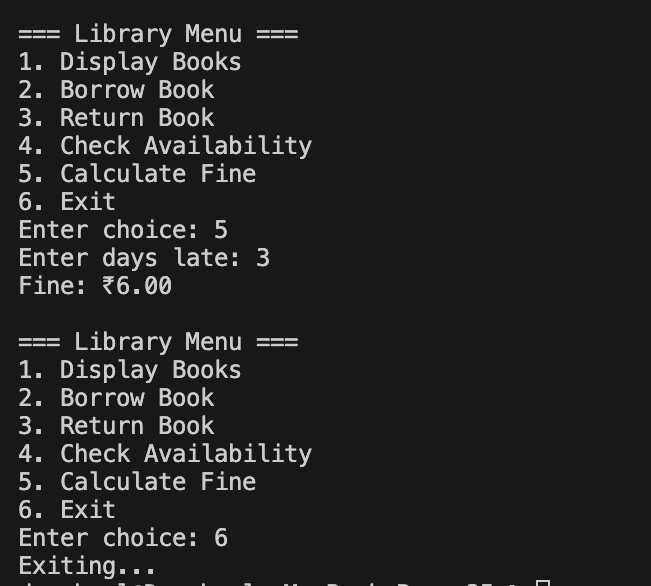 === Library Menu ===
1. Display Books
2. Borrow Book
3. Return Book
4. Check Availability
5. Calculate Fine
6. Exit
Enter choice: 5
Enter days late: 3
Fine: ₹6.00
=== Library Menu ===
1. Display Books
2. Borrow Book
3. Return Book
4. Check Availability
5. Calculate Fine
6. Exit
Enter choice: 6
Exiting...